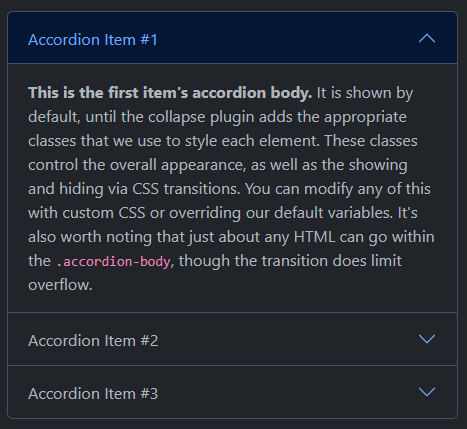 Accordion Item #1
This is the first item's accordion body. It is shown by
default, until the collapse plugin adds the appropriate
classes that we use to style each element. These classes
control the overall appearance, as well as the showing
and hiding via CSS transitions. You can modify any of this
with custom CSS or overriding our default variables. It's
also worth noting that just about any HTML can go within
the .accordion-body, though the transition does limit
overflow.
Accordion Item #2
Accordion Item #3